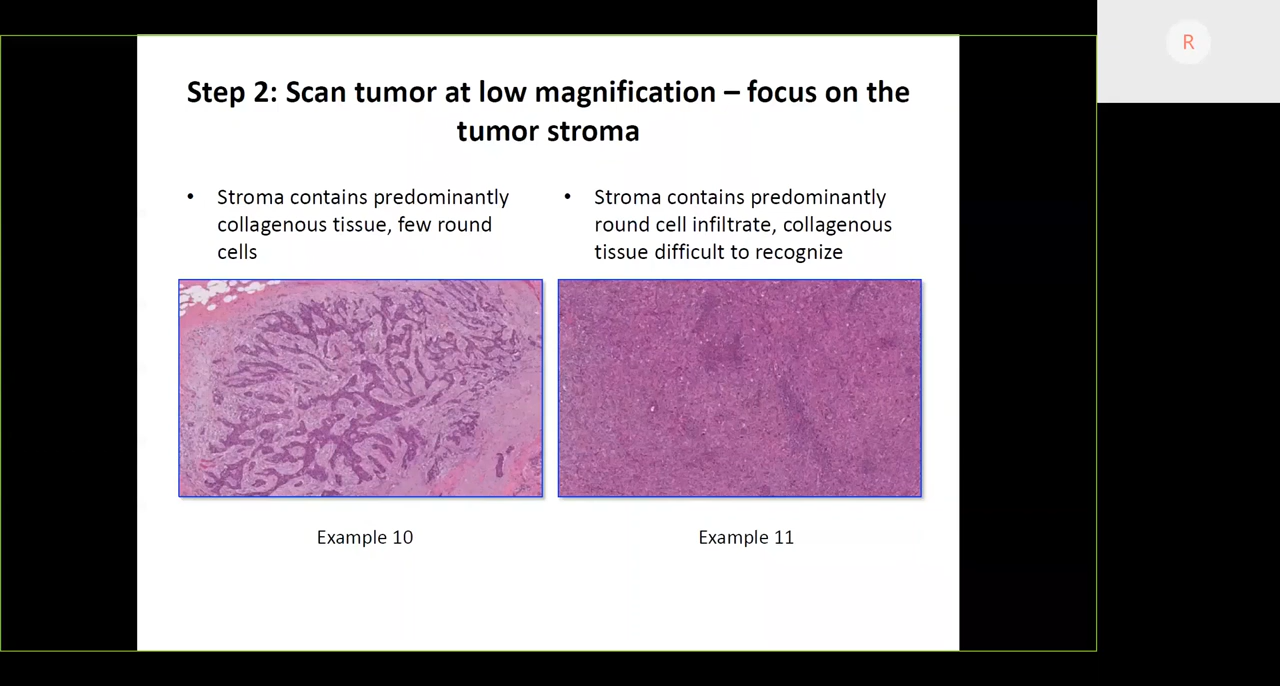 R
Step 2: Scan tumor at low magnification – focus on the
tumor stroma
• Stroma contains predominantly
collagenous tissue, few round
cells
• Stroma contains predominantly
round cell infiltrate, collagenous
tissue difficult to recognize
Example 10
Example 11